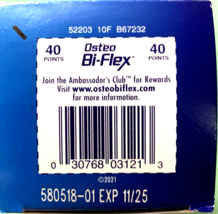 52203 10F B67232
40 POINTS
Osteo Bi-Flex®
40 POINTS
Join the Ambassador's Club™ for Rewards
Visit www.osteobiflex.com
for more information.
0 30768 03121 3
©2021
580518-01 EXP 11/25